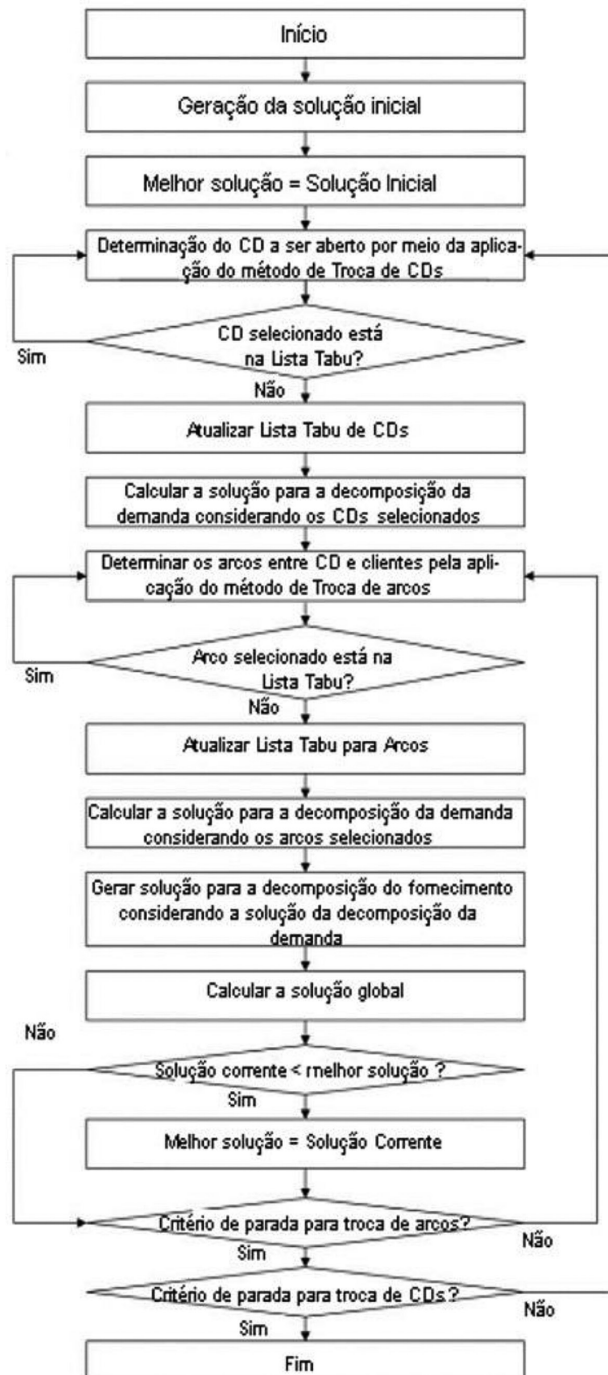 Início
Geração da solução inicial
Melhor solução = Solução Inicial
Determinação do CD a ser aberto por meio da aplica-
ção do método de Troca de CDs
CD selecionado está
na Lista Tabu?
Sim
Não
Atualizar Lista Tabu de CDs
Calcular a solução para a decomposição da
demanda considerando os CDs selecionados
Determinar os arcos entre CD e clientes pela apli-
cação do método de Troca de arcos
Arco selecionado está na
Lista Tabu?
Sim
Não
Atualizar Lista Tabu para Arcos
Calcular a solução para a decomposição da demanda
considerando os arcos selecionados
Gerar solução para a decomposição do fornecimento
considerando a solução da decomposição da
demanda
Calcular a solução global
Não
Solução corrente < melhor solução ?
Sim
Melhor solução = Solução Corrente
Critério de parada para troca de arcos?
Não
Sim
Critério de parada para troca de CDs?
Não
Sim
Fim